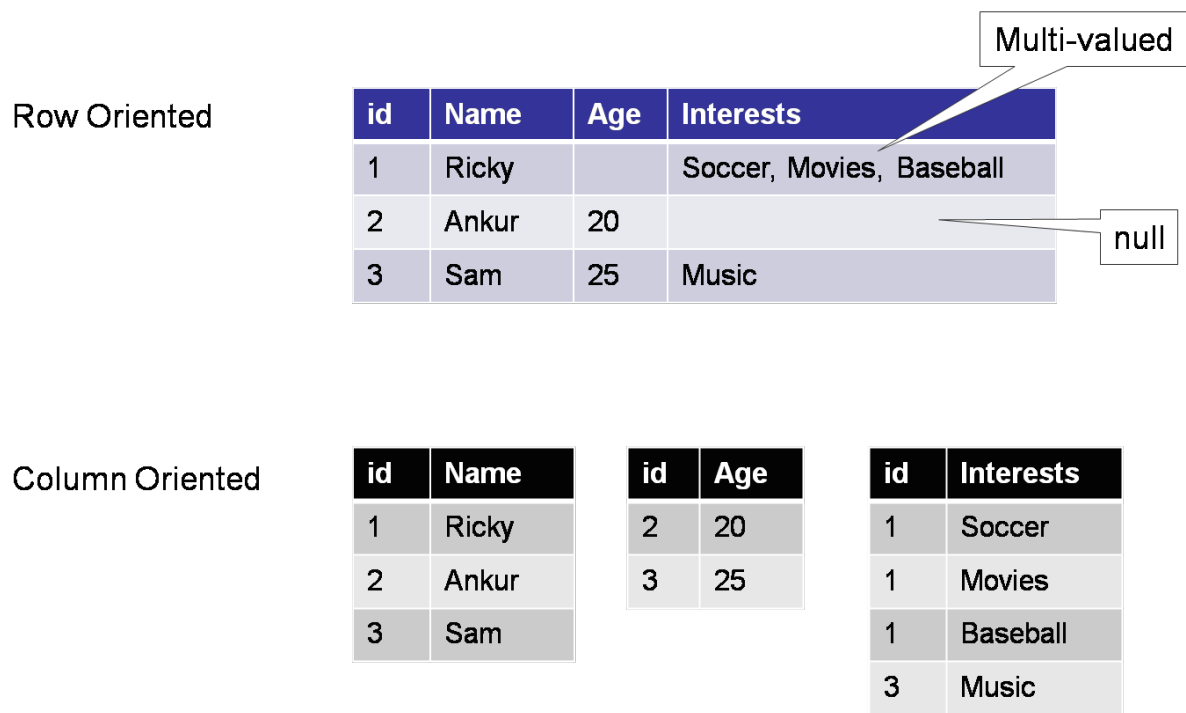 Multi-valued
Row Oriented
id Name Age Interests
1 Ricky Soccer, Movies, Baseball
2 Ankur 20
null
3 Sam 25 Music
Column Oriented
id Name
1 Ricky
2 Ankur
3 Sam
id Age
2 20
3 25
id Interests
1 Soccer
1 Movies
1 Baseball
3 Music